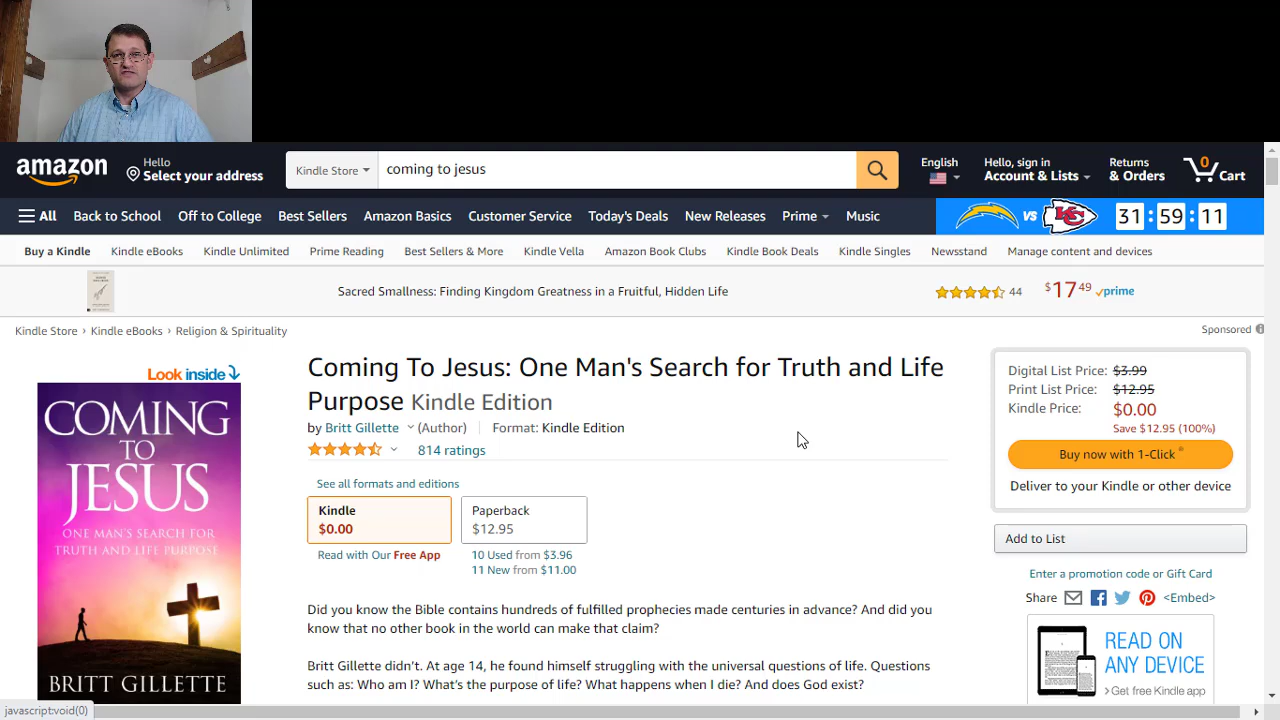 amazon
Hello
Select your address
Kindle Store
coming to jesus
English
Hello, sign in
Account & Lists
Returns
& Orders
0
Cart
All
Back to School
Off to College
Best Sellers
Amazon Basics
Customer Service
Today's Deals
New Releases
Prime
Music
VS
31:59:11
Buy a Kindle
Kindle eBooks
Kindle Unlimited
Prime Reading
Best Sellers & More
Kindle Vella
Amazon Book Clubs
Kindle Book Deals
Kindle Singles
Newsstand
Manage content and devices
Sacred Smallness: Finding Kingdom Greatness in a Fruitful, Hidden Life
44
$17.49 prime
Kindle Store › Kindle eBooks › Religion & Spirituality
Sponsored
Look inside
COMING
TO
JESUS
ONE MAN'S SEARCH FOR
TRUTH AND LIFE PURPOSE
BRITT GILLETTE
Coming To Jesus: One Man's Search for Truth and Life
Purpose Kindle Edition
by Britt Gillette (Author) | Format: Kindle Edition
814 ratings
See all formats and editions
Kindle
$0.00
Read with Our Free App
Paperback
$12.95
10 Used from $3.96
11 New from $11.00
Did you know the Bible contains hundreds of fulfilled prophecies made centuries in advance? And did you
know that no other book in the world can make that claim?
Britt Gillette didn't. At age 14, he found himself struggling with the universal questions of life. Questions
such as: Who am I? What's the purpose of life? What happens when I die? And does God exist?
Digital List Price: $3.99
Print List Price: $12.95
Kindle Price: $0.00
Save $12.95 (100%)
Buy now with 1-Click ®
Deliver to your Kindle or other device
Add to List
Enter a promotion code or Gift Card
Share <Embed>
READ ON
ANY DEVICE
› Get free Kindle app
javascript:void(0)